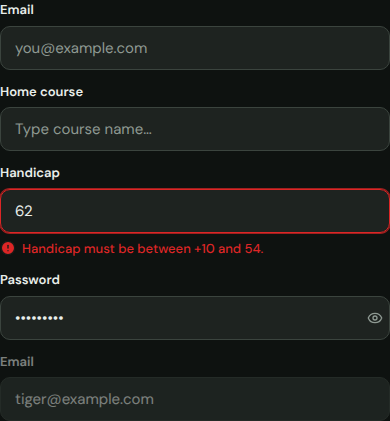 Email
you@example.com
Home course
Type course name...
Handicap
62
Handicap must be between +10 and 54.
Password
•••••••••
Email
tiger@example.com